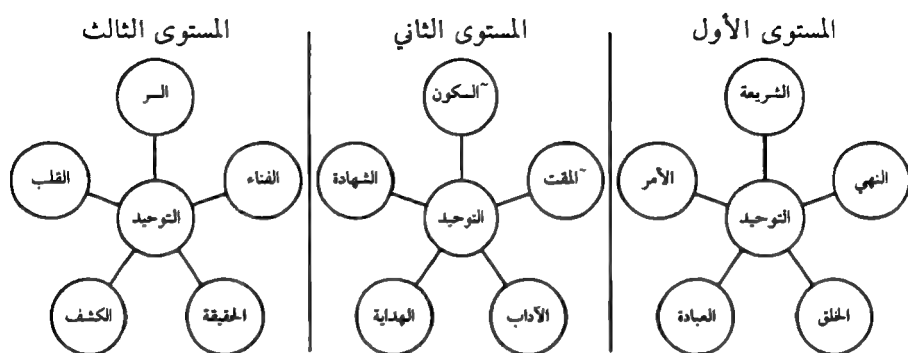 المستوى الأول
الشريعة
النهي
الأمر
التوحيد
الخلق
العبادة
المستوى الثاني
~السكون
~المقت
الشهادة
التوحيد
الآداب
الهداية
المستوى الثالث
السر
الفناء
القلب
التوحيد
الحقيقة
الكشف